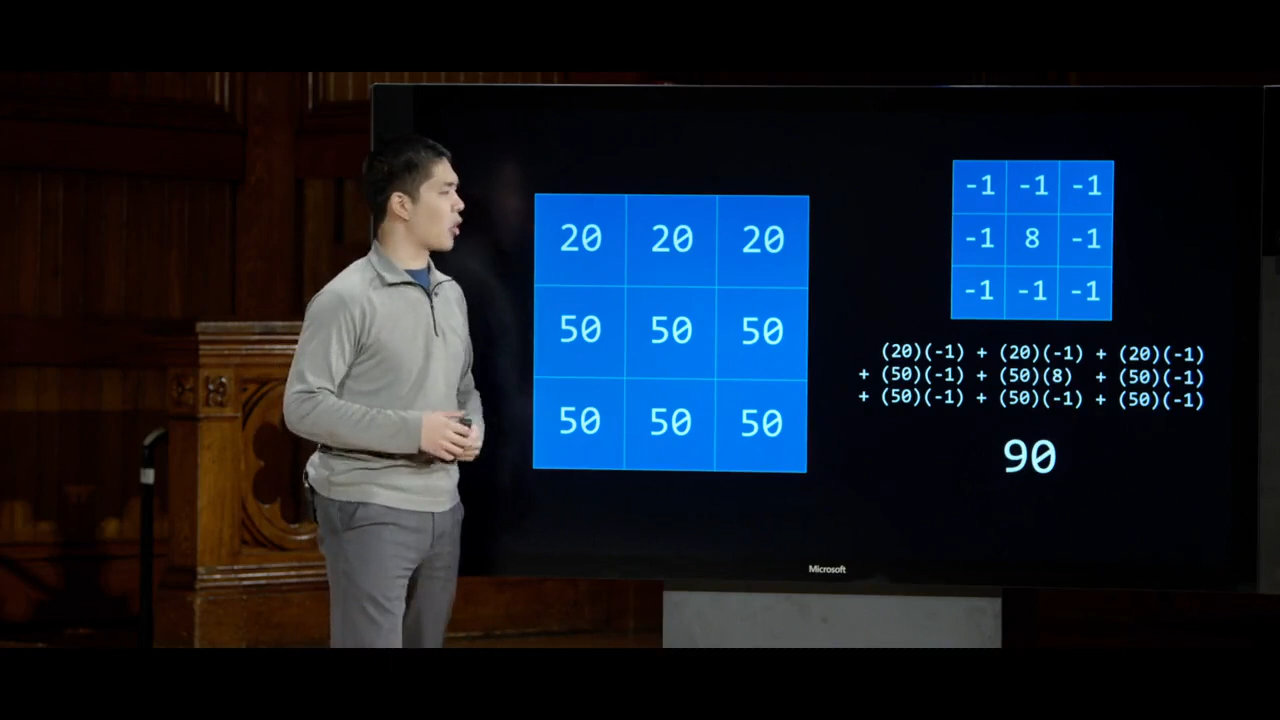 20 20 20
50 50 50
50 50 50
-1 -1 -1
-1 8 -1
-1 -1 -1
(20)(-1) + (20)(-1) + (20)(-1)
+ (50)(-1) + (50)(8) + (50)(-1)
+ (50)(-1) + (50)(-1) + (50)(-1)
90
Microsoft